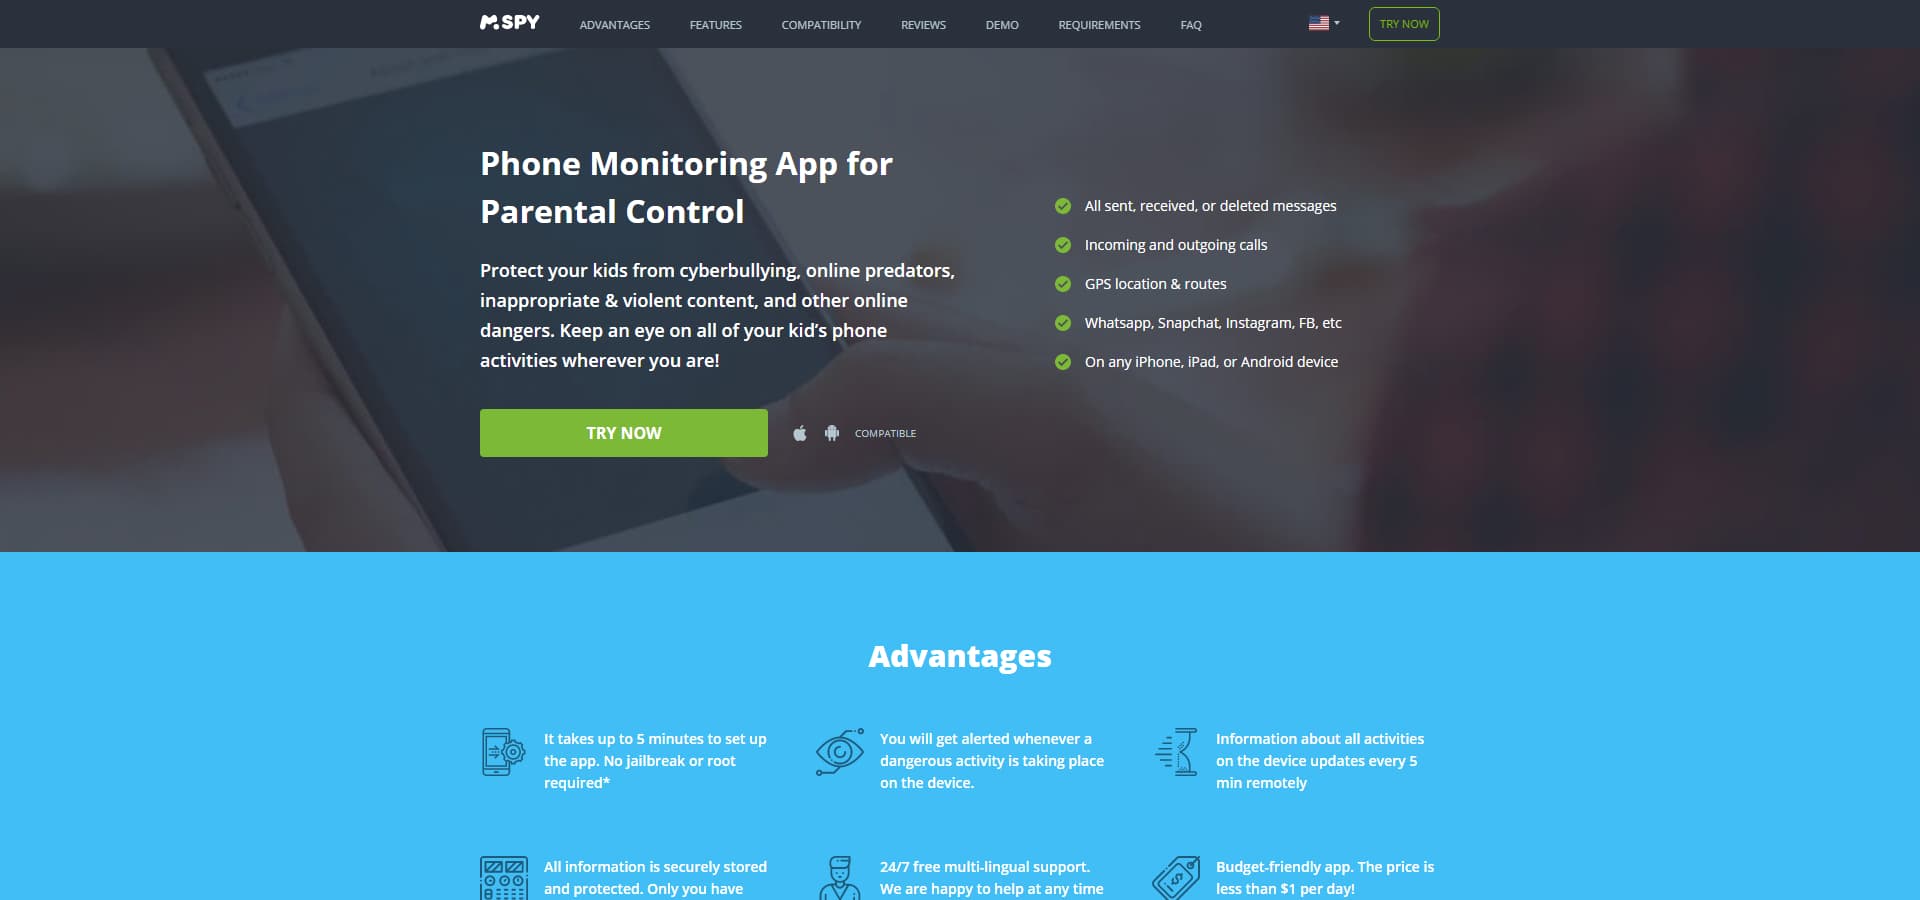 M.SPY
ADVANTAGES
FEATURES
COMPATIBILITY
REVIEWS
DEMO
REQUIREMENTS
FAQ
TRY NOW
Phone Monitoring App for
Parental Control
Protect your kids from cyberbullying, online predators,
inappropriate & violent content, and other online
dangers. Keep an eye on all of your kid’s phone
activities wherever you are!
TRY NOW
COMPATIBLE
All sent, received, or deleted messages
Incoming and outgoing calls
GPS location & routes
Whatsapp, Snapchat, Instagram, FB, etc
On any iPhone, iPad, or Android device
Advantages
It takes up to 5 minutes to set up
the app. No jailbreak or root
required*
You will get alerted whenever a
dangerous activity is taking place
on the device.
Information about all activities
on the device updates every 5
min remotely
All information is securely stored
and protected. Only you have
24/7 free multi-lingual support.
We are happy to help at any time
Budget-friendly app. The price is
less than $1 per day!